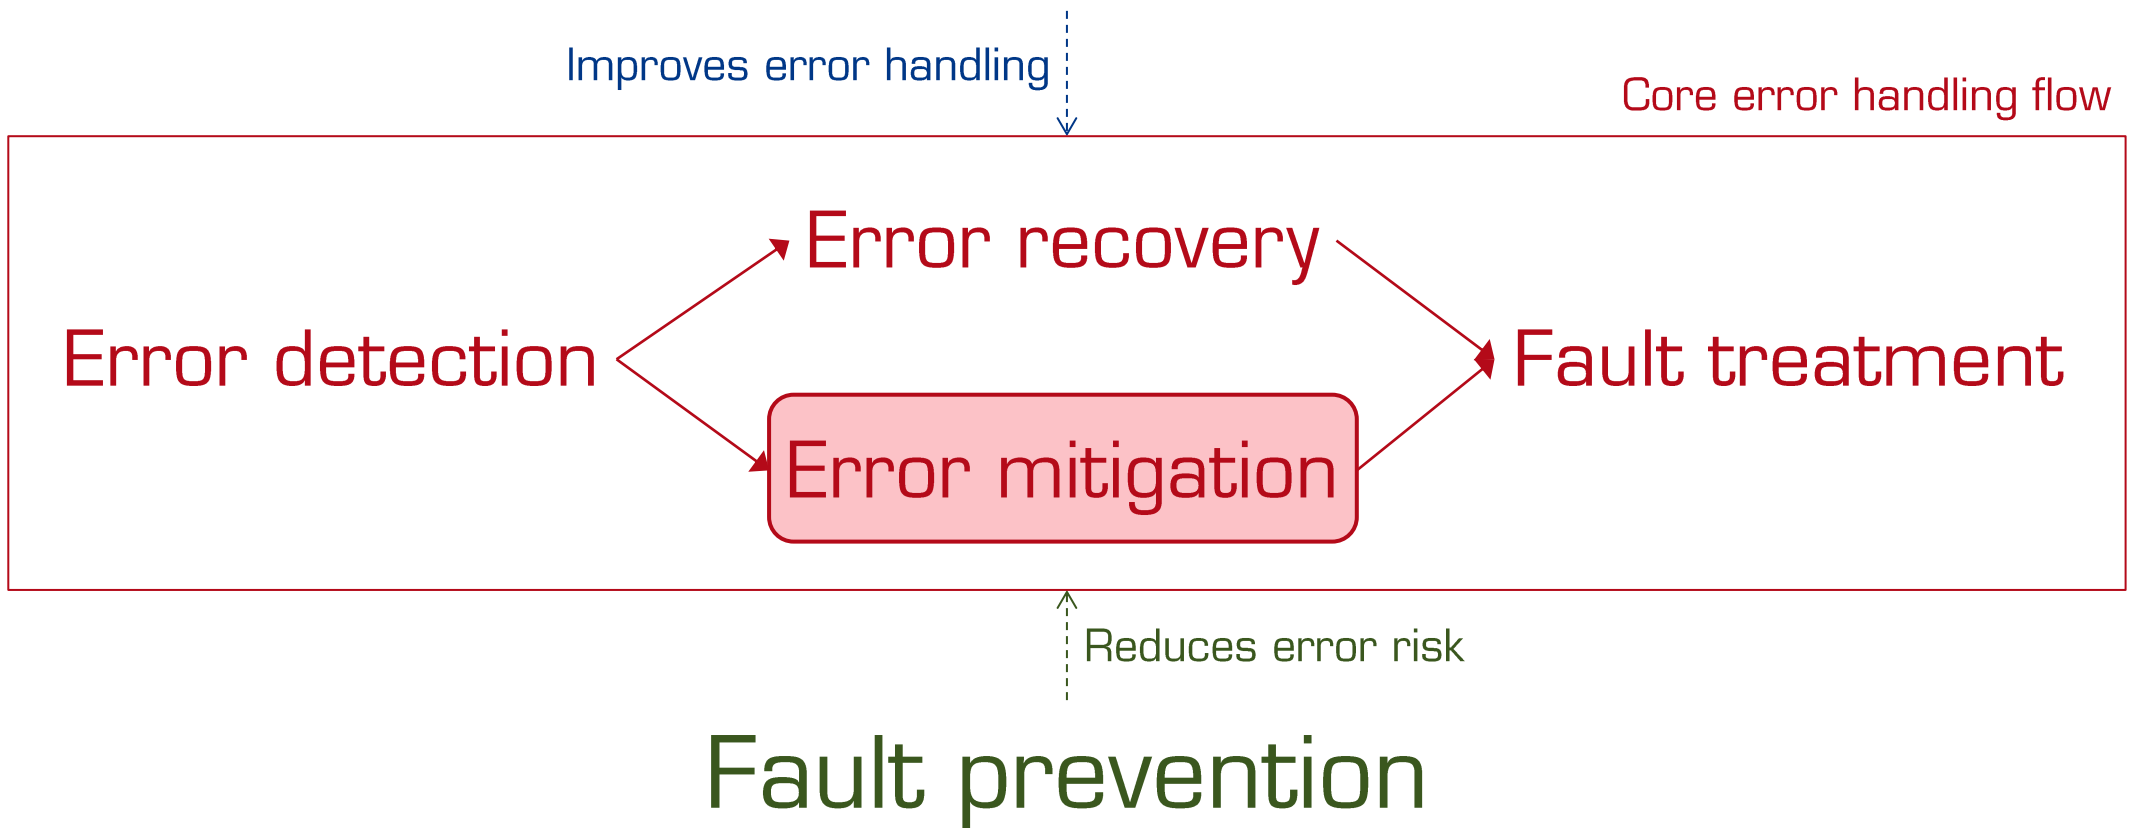 Improves error handling
Core error handling flow
Error recovery
Error detection
Fault treatment
Error mitigation
Reduces error risk
Fault prevention